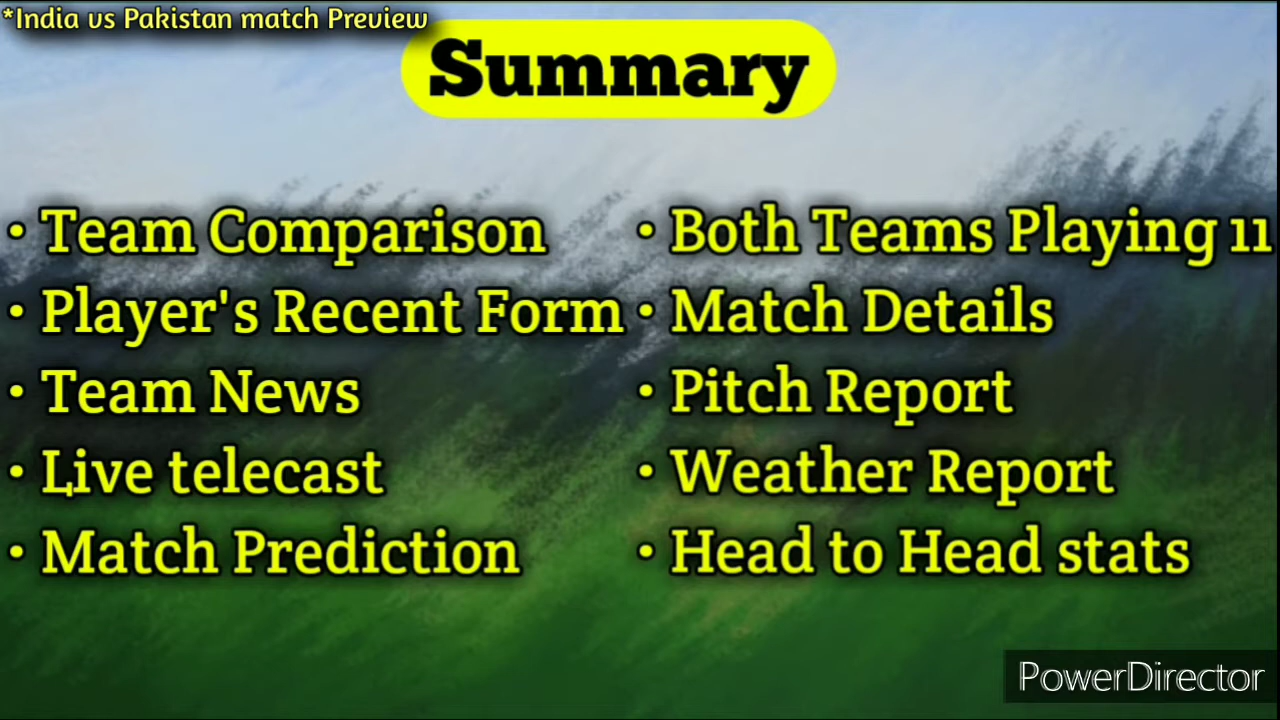 *India vs Pakistan match Preview
Summary
• Team Comparison
• Player's Recent Form
• Team News
• Live telecast
• Match Prediction
• Both Teams Playing 11
• Match Details
• Pitch Report
• Weather Report
• Head to Head stats
PowerDirector